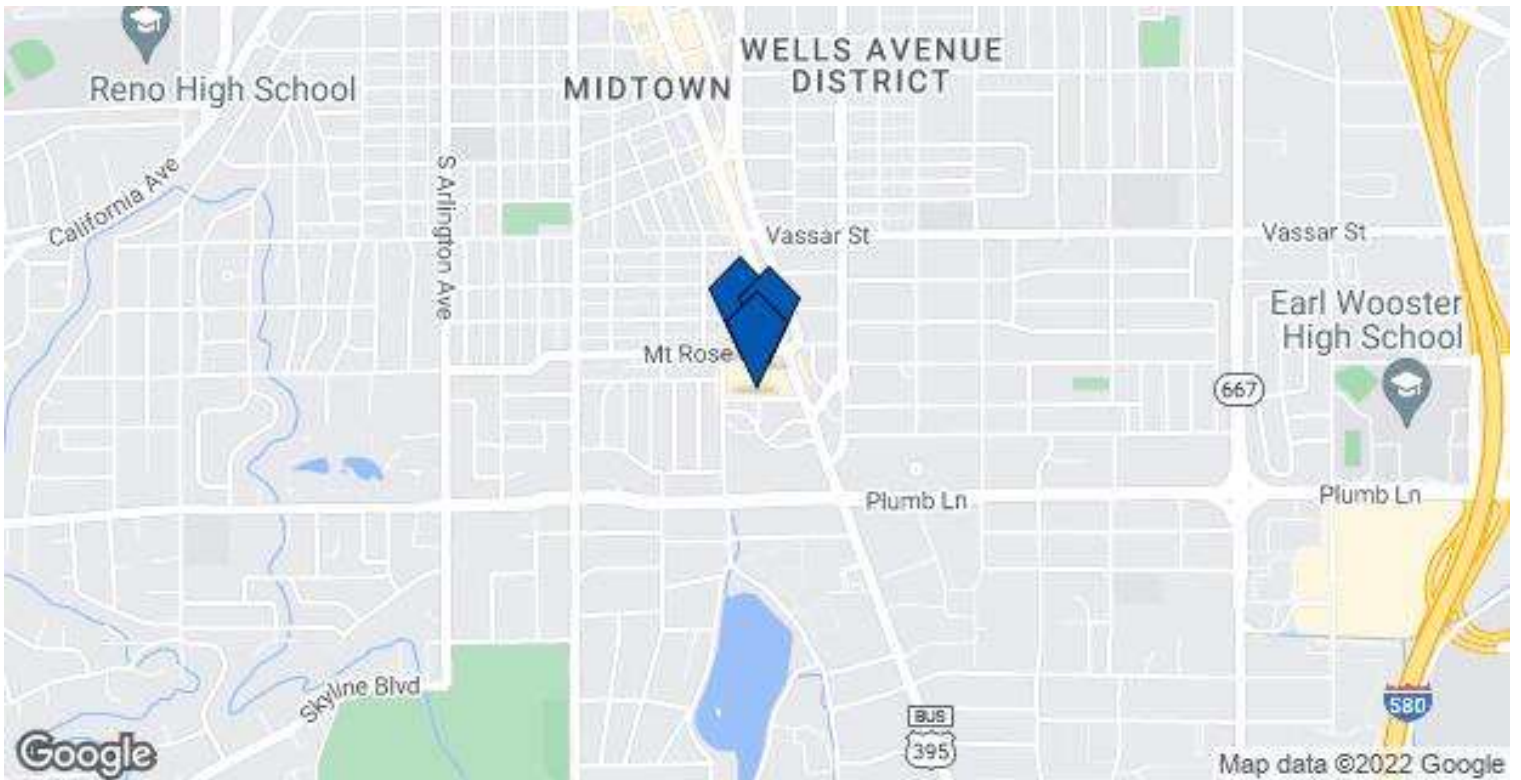 WELLS AVENUE
DISTRICT
MIDTOWN
Reno High School
California Ave
S Arlington Ave
Vassar St
Vassar St
Earl Wooster
High School
Mt Rose
667
Plumb Ln
Plumb Ln
Skyline Blvd
580
BUS
395
Google
Map data ©2022 Google